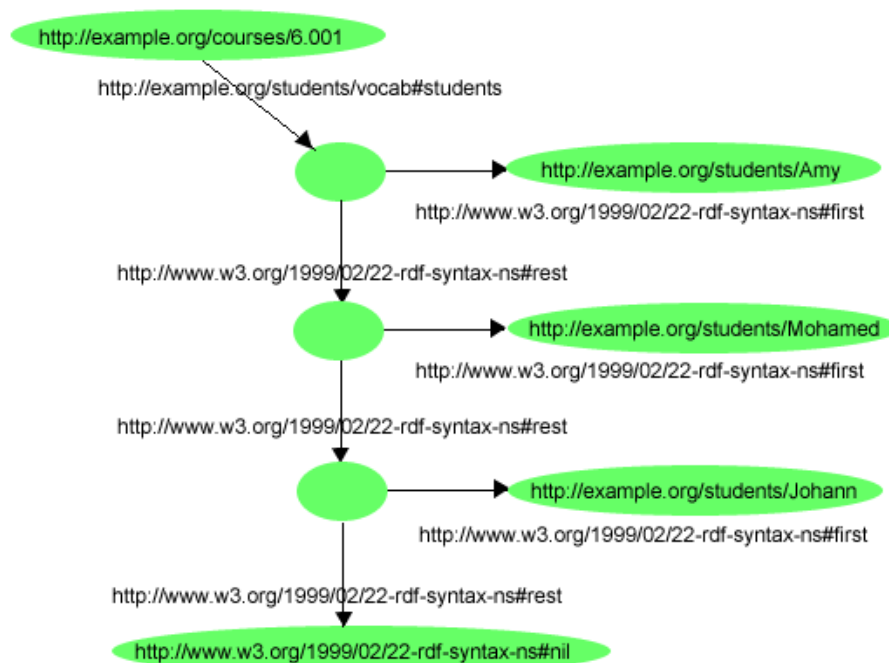 http://example.org/courses/6.001
http://example.org/students/vocab#students
http://example.org/students/Amy
http://www.w3.org/1999/02/22-rdf-syntax-ns#first
http://www.w3.org/1999/02/22-rdf-syntax-ns#rest
http://example.org/students/Mohamed
http://www.w3.org/1999/02/22-rdf-syntax-ns#first
http://www.w3.org/1999/02/22-rdf-syntax-ns#rest
http://example.org/students/Johann
http://www.w3.org/1999/02/22-rdf-syntax-ns#first
http://www.w3.org/1999/02/22-rdf-syntax-ns#rest
http://www.w3.org/1999/02/22-rdf-syntax-ns#nil